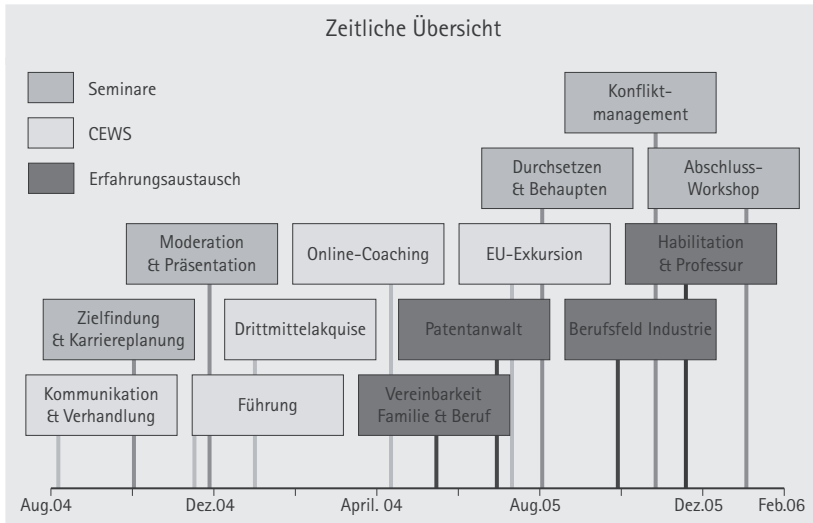 Zeitliche Übersicht
Seminare
CEWS
Erfahrungsaustausch
Konflikt-
management
Durchsetzen
& Behaupten
Abschluss-
Workshop
Moderation
& Präsentation
Online-Coaching
EU-Exkursion
Habilitation
& Professur
Zielfindung
& Karriereplanung
Drittmittelakquise
Patentanwalt
Berufsfeld Industrie
Kommunikation
& Verhandlung
Führung
Vereinbarkeit
Familie & Beruf
Aug.04 Dez.04 April. 04 Aug.05 Dez.05 Feb.06